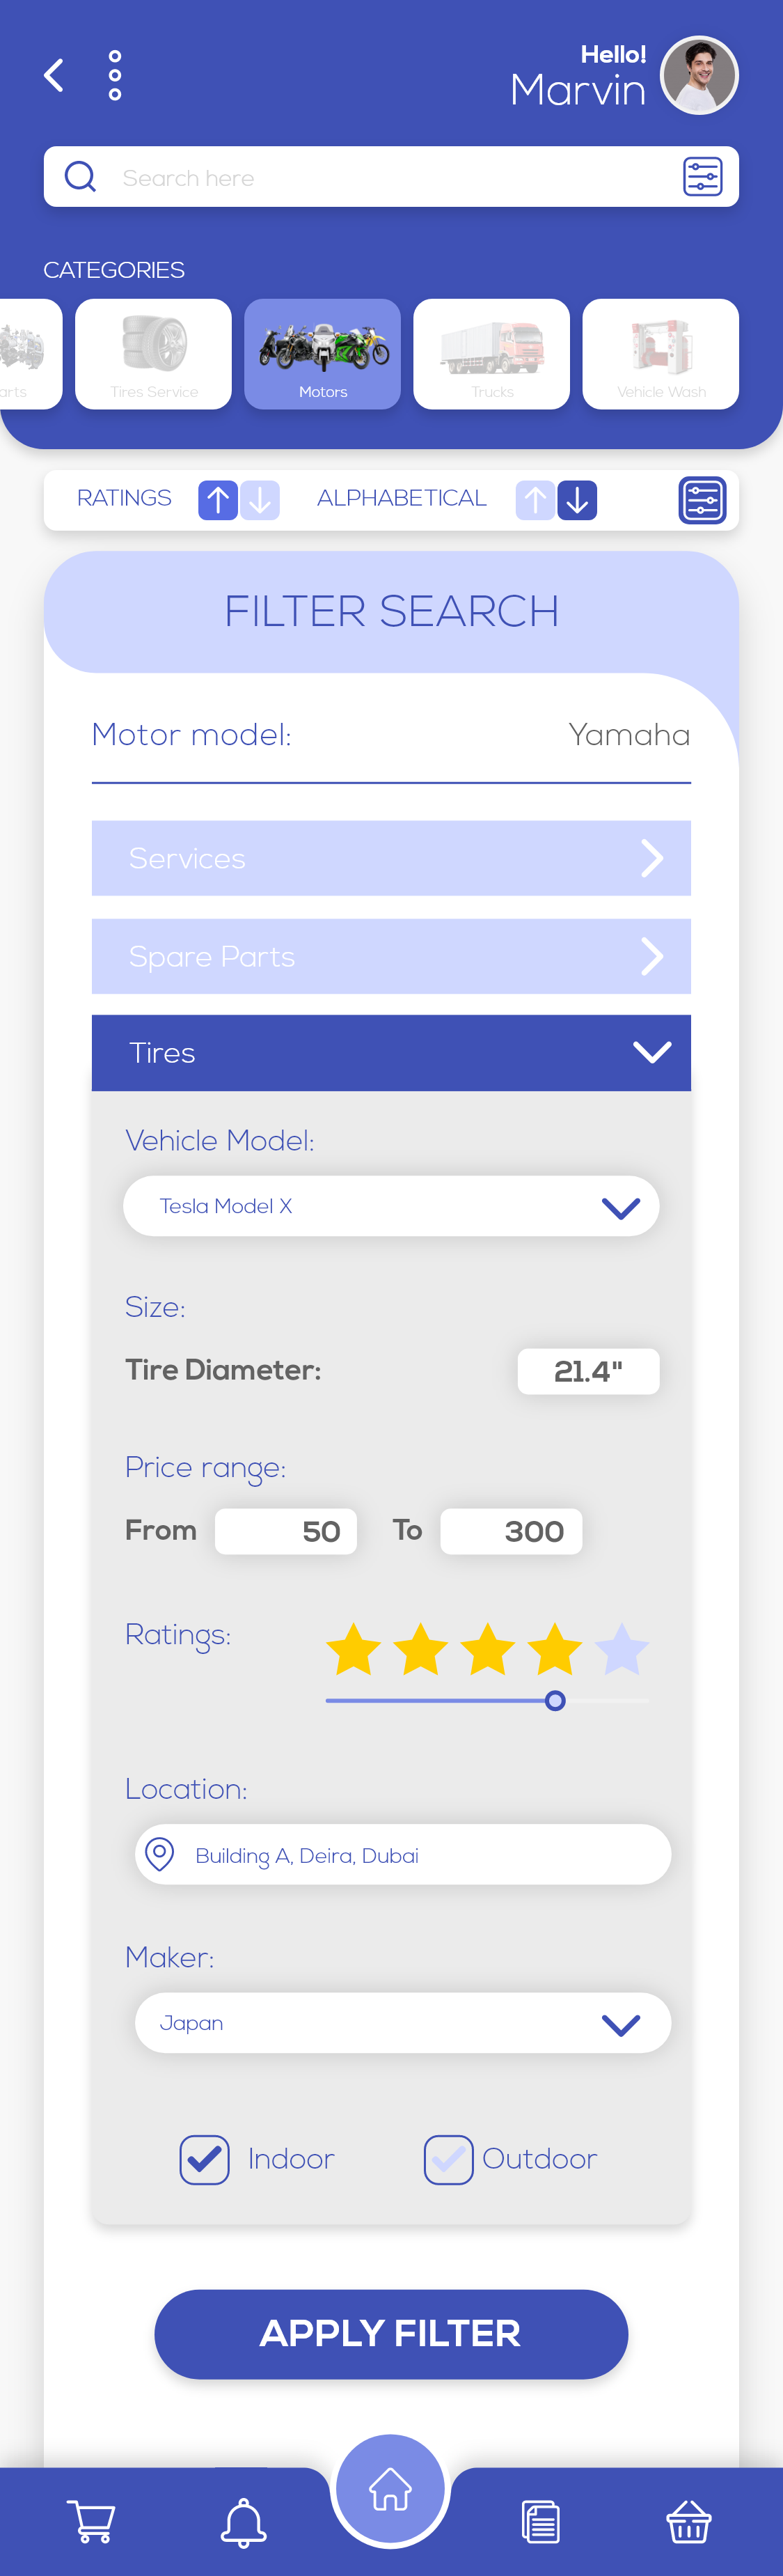 Hello!
Marvin
Search here
CATEGORIES
arts
Tires Service
Motors
Trucks
Vehicle Wash
RATINGS
ALPHABETICAL
FILTER SEARCH
Motor model: Yamaha
Services
Spare Parts
Tires
Vehicle Model:
Tesla Model X
Size:
Tire Diameter: 21.4"
Price range:
From 50 To 300
Ratings:
Location:
Building A, Deira, Dubai
Maker:
Japan
Indoor Outdoor
APPLY FILTER